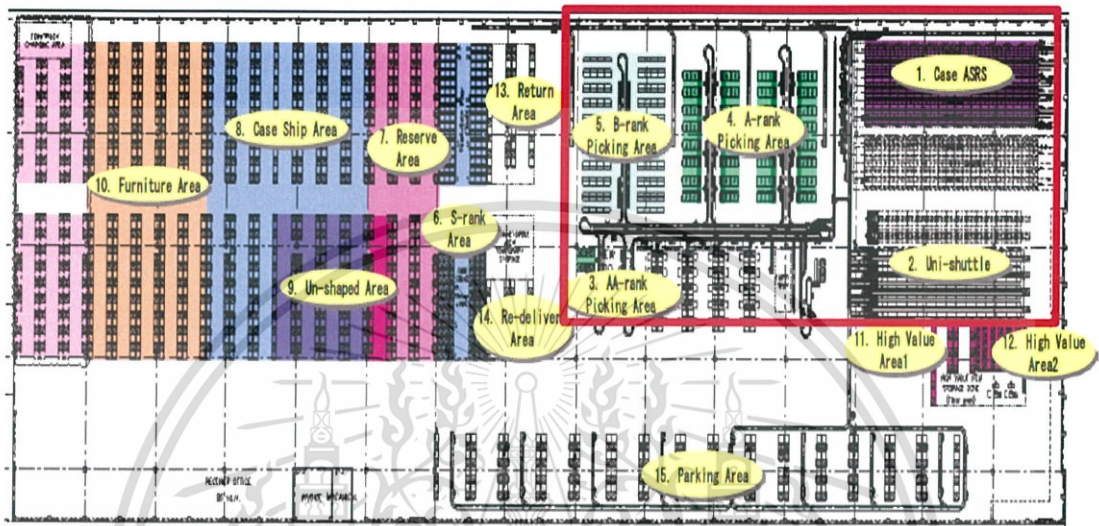 1. Case ASRS
13. Return
Area
5. B-rank
Picking Area
4. A-rank
Picking Area
8. Case Ship Area
7. Reserve
Area
10. Furniture Area
6. S-rank
Area
2. Uni-shuttle
9. Un-shaped Area
3. AA-rank
Picking Area
14. Re-deliver
Area
11. High Value
Area1
12. High Value
Area2
15. Parking Area